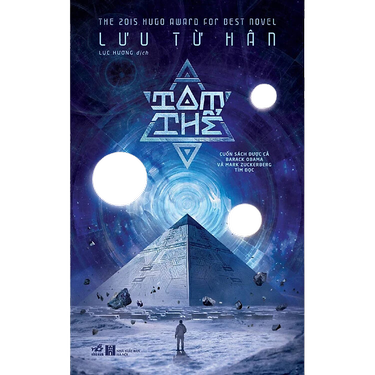 THE 2015 HUGO AWARD FOR BEST NOVEL
LƯU TỪ HÂN
LỤC HƯƠNG dịch
TAM
THỂ
CUỐN SÁCH ĐƯỢC CẢ
BARACK OBAMA
VÀ MARK ZUCKERBERG
TÌM ĐỌC